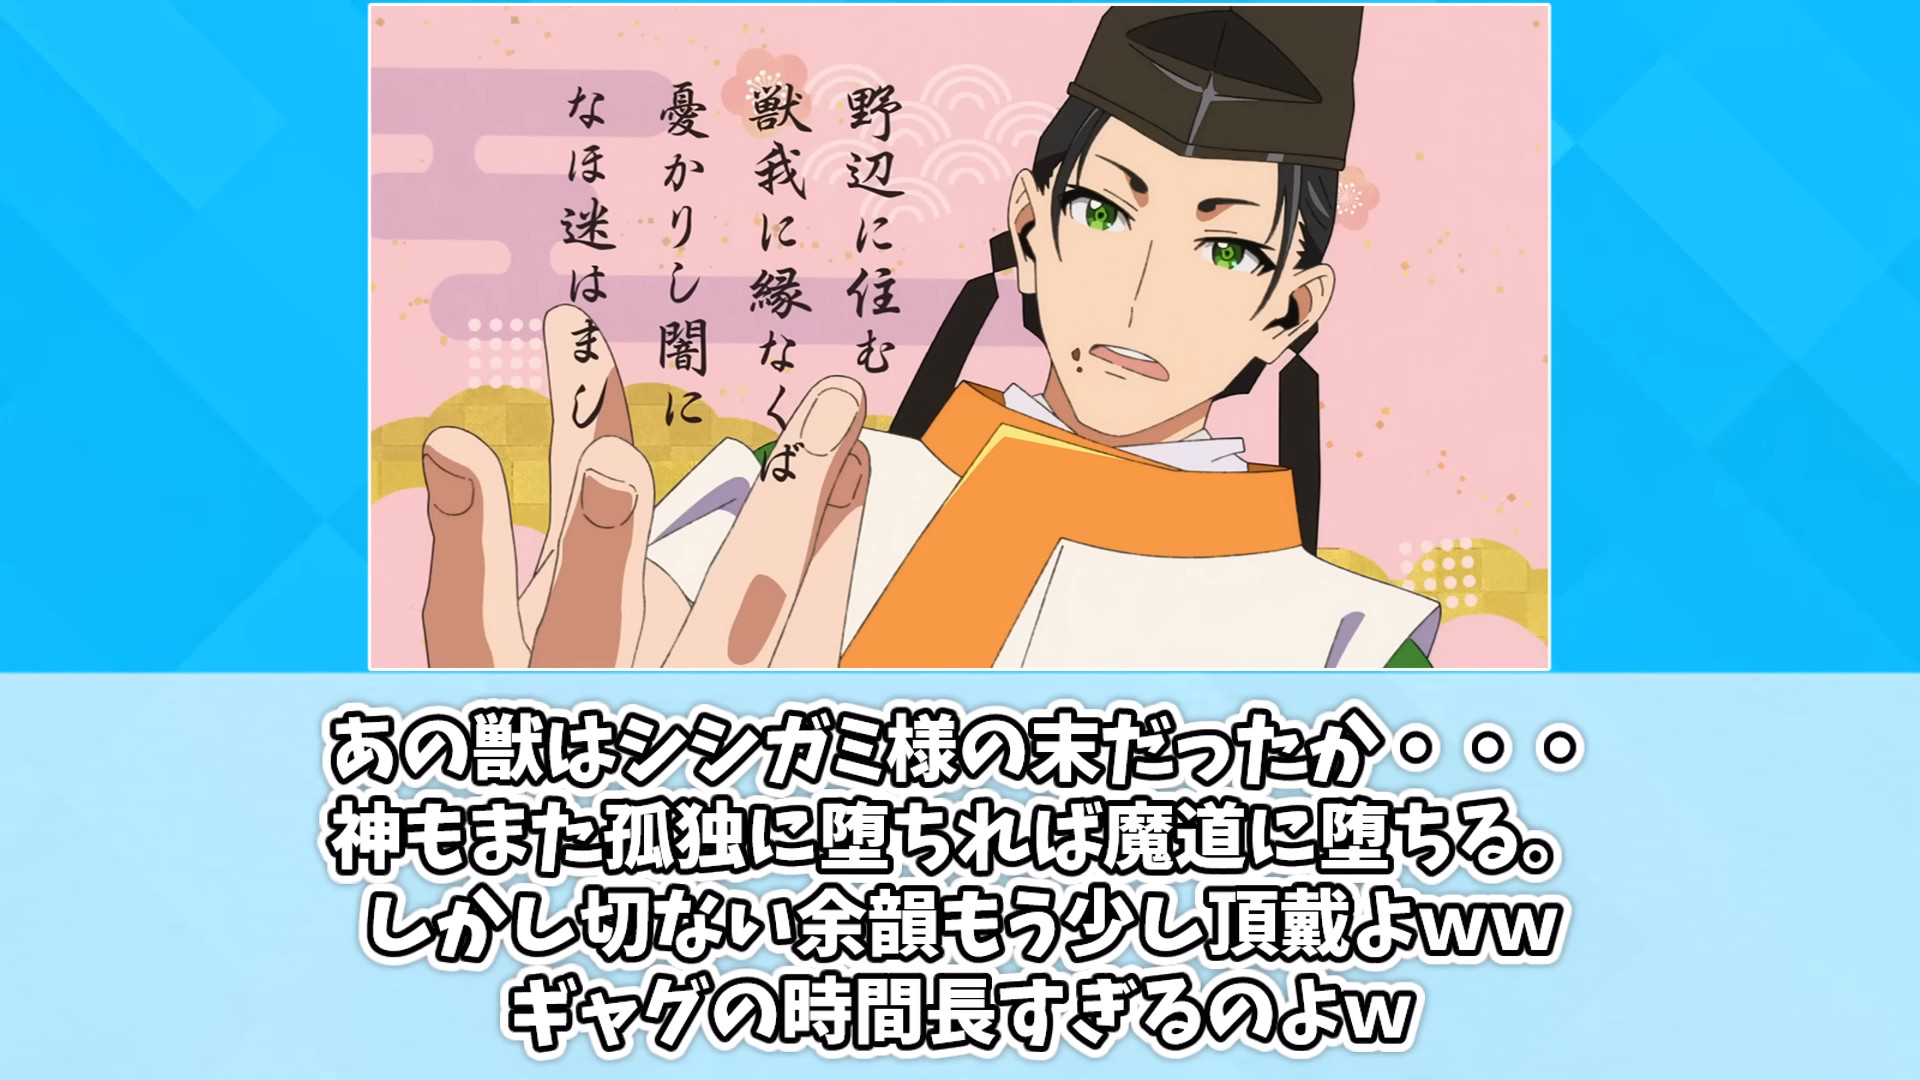 野辺に住む
獣我に縁なくば
憂かりし闇に
なほ迷はまし
あの獣はシシガミ様の末だったか・・・
神もまた孤独に堕ちれば魔道に堕ちる。
しかし切ない余韻もう少し頂戴よww
ギャグの時間長すぎるのよw